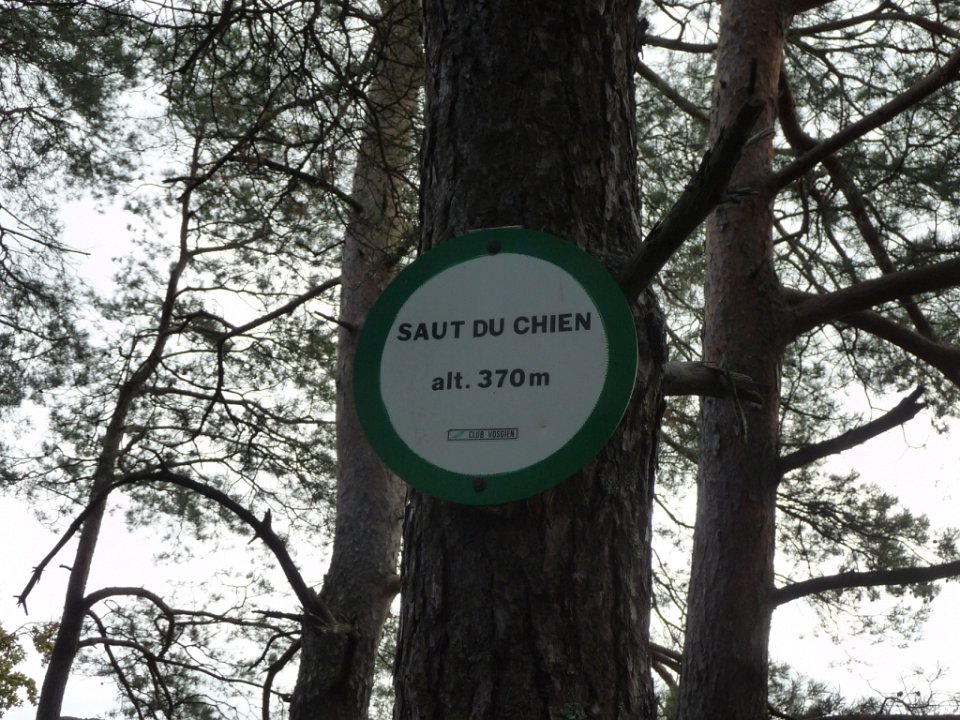 SAUT DU CHIEN
alt. 370m
CLUB VOSGIEN